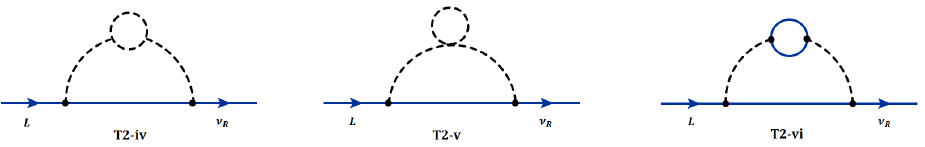 L ν_R
T2-iv
L ν_R
T2-v
L ν_R
T2-vi